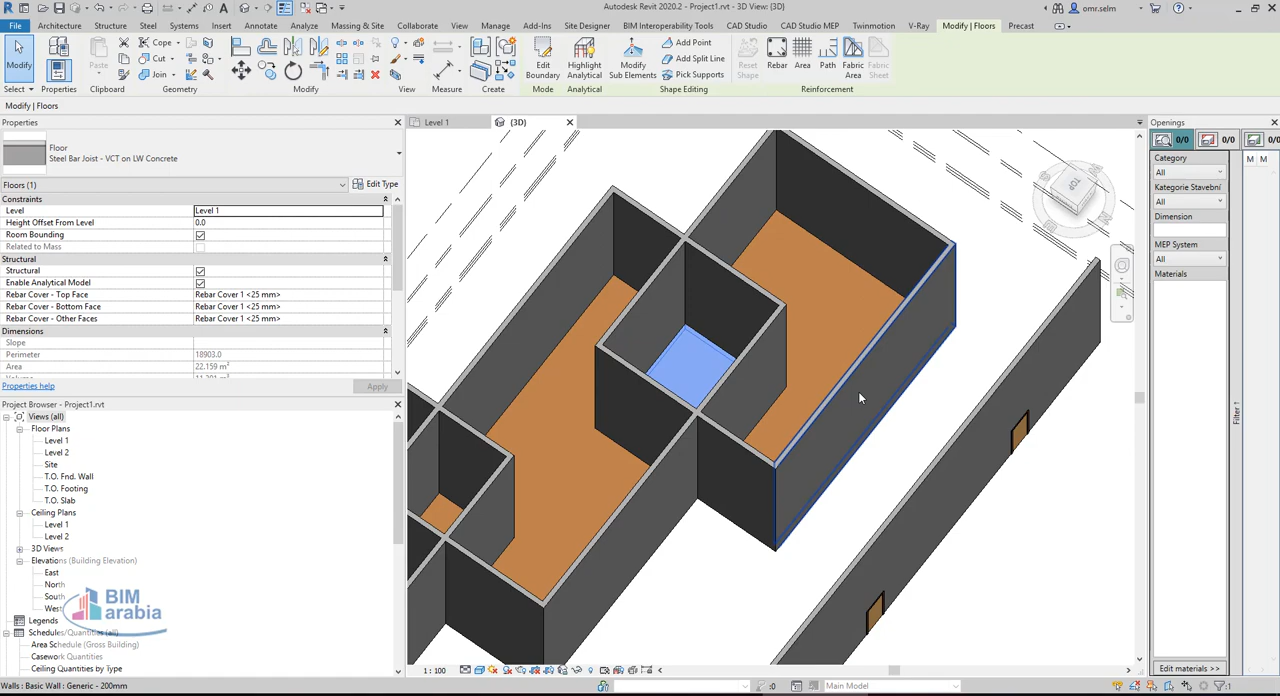 Autodesk Revit 2020.2 - Project1.rvt - 3D View: {3D}
omr.selm
File Architecture Structure Steel Systems Insert Annotate Analyze Massing & Site Collaborate View Manage Add-Ins Site Designer BIM Interoperability Tools CAD Studio CAD Studio MEP Twinmotion V-Ray Modify | Floors Precast
Modify
Paste
Cope
Cut
Join
Edit Boundary
Highlight Analytical
Modify Sub Elements
Add Point
Add Split Line
Pick Supports
Reset Shape
Rebar
Area
Path
Fabric Area
Fabric Sheet
Select Properties Clipboard Geometry Modify View Measure Create Mode Analytical Shape Editing Reinforcement
Modify | Floors
Properties
Floor
Steel Bar Joist - VCT on LW Concrete
Floors (1)
Edit Type
Constraints
Level Level 1
Height Offset From Level 0.0
Room Bounding
Related to Mass
Structural
Structural
Enable Analytical Model
Rebar Cover - Top Face Rebar Cover 1 <25 mm>
Rebar Cover - Bottom Face Rebar Cover 1 <25 mm>
Rebar Cover - Other Faces Rebar Cover 1 <25 mm>
Dimensions
Slope
Perimeter 18903.0
Area 22.159 m²
Properties help
Apply
Project Browser - Project1.rvt
Views (all)
Floor Plans
Level 1
Level 2
Site
T.O. Fnd. Wall
T.O. Footing
T.O. Slab
Ceiling Plans
Level 1
Level 2
3D Views
Elevations (Building Elevation)
East
North
South
West
Legends
Schedules/Quantities (all)
Area Schedule (Gross Building)
Casework Quantities
Ceiling Quantities by Type
BIM
arabia
Level 1
{3D}
TOP
Openings
0/0
0/0
0/0
Category
All
Kategorie Stavební
All
Dimension
MEP System
All
Materials
M M
Filter 1
Edit materials >>
1 : 100
Walls : Basic Wall : Generic - 200mm
:0
Main Model
:1